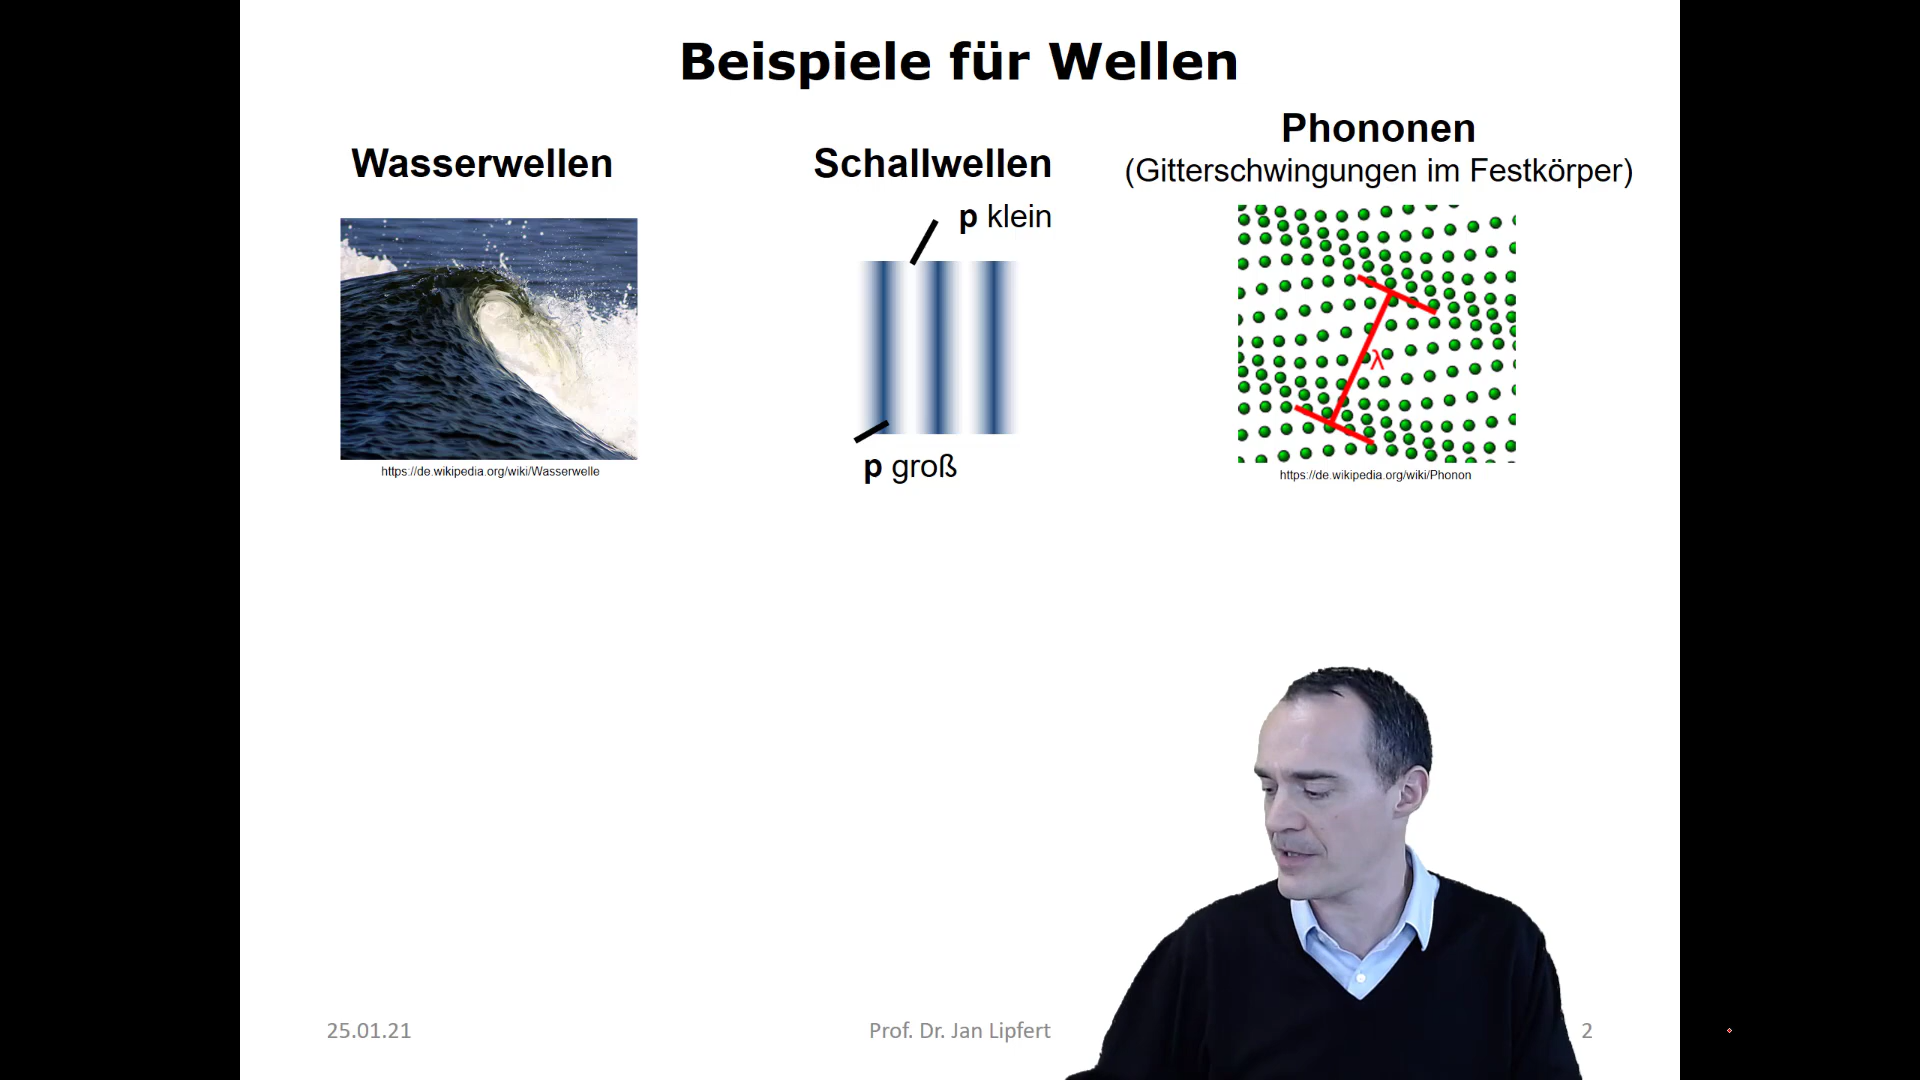 Beispiele für Wellen
Wasserwellen
https://de.wikipedia.org/wiki/Wasserwelle
Schallwellen
p klein
p groß
Phononen
(Gitterschwingungen im Festkörper)
λ
https://de.wikipedia.org/wiki/Phonon
25.01.21
Prof. Dr. Jan Lipfert
2